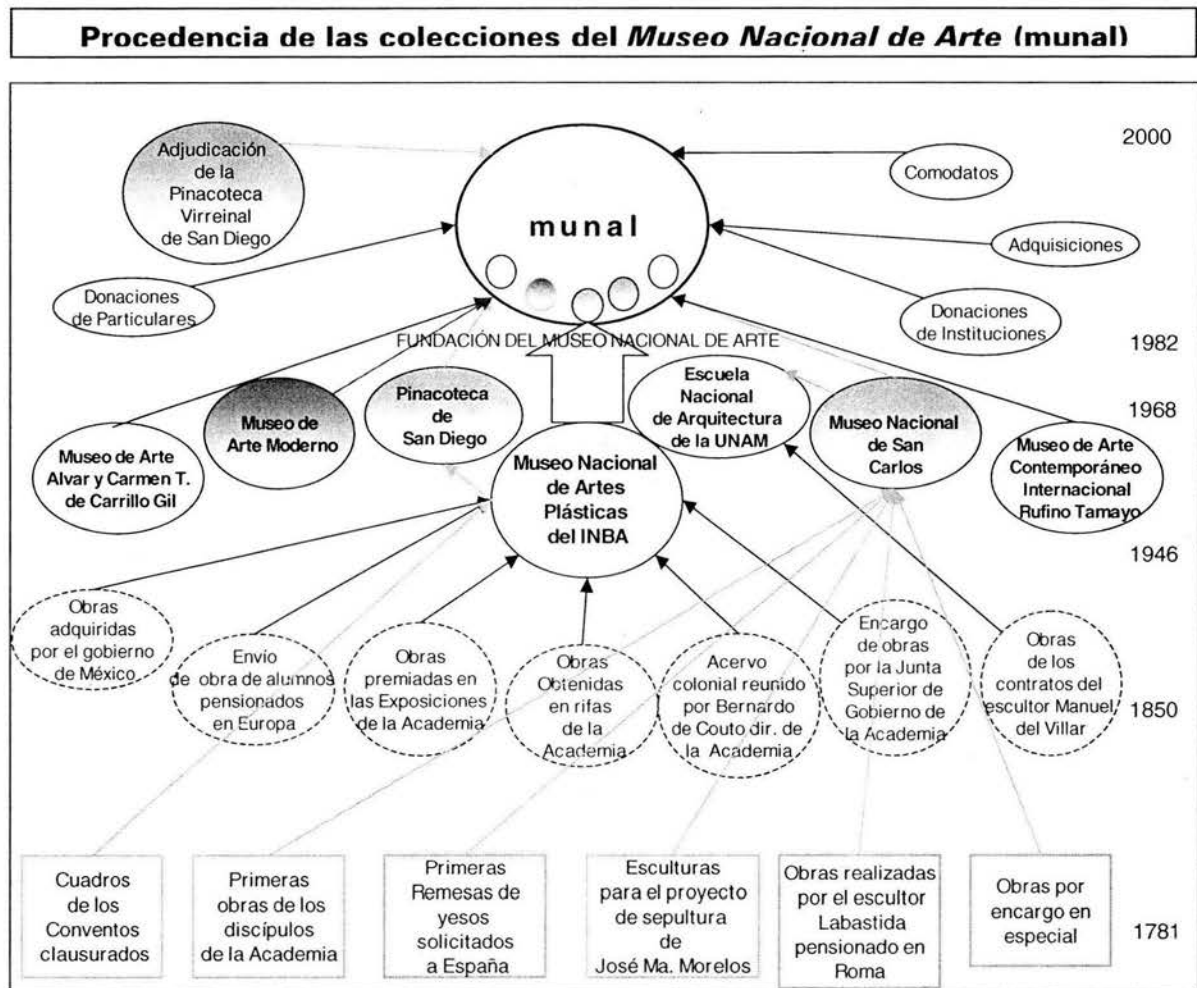 Procedencia de las colecciones del Museo Nacional de Arte (munal)
2000
Adjudicación
de la
Pinacoteca
Virreinal
de San Diego
Comodatos
munal
Adquisiciones
Donaciones
de Particulares
Donaciones
de Instituciones
FUNDACIÓN DEL MUSEO NACIONAL DE ARTE
1982
1968
Museo de Arte
Alvar y Carmen T.
de Carrillo Gil
Museo de
Arte Moderno
Pinacoteca
de
San Diego
Museo Nacional
de Artes
Plásticas
del INBA
Escuela
Nacional
de Arquitectura
de la UNAM
Museo Nacional
de San
Carlos
Museo de Arte
Contemporáneo
Internacional
Rufino Tamayo
1946
Obras
adquiridas
por el gobierno
de México
Envío
de obra de alumnos
pensionados
en Europa
Obras
premiadas en
las Exposiciones
de la Academia
Obras
Obtenidas
en rifas
de la
Academia
Acervo
colonial reunido
por Bernardo
de Couto dir. de
la Academia
Encargo
de obras
por la Junta
Superior de
Gobierno de
la Academia
Obras
de los
contratos del
escultor Manuel
del Villar
1850
Cuadros
de los
Conventos
clausurados
Primeras
obras de los
discípulos
de la Academia
Primeras
Remesas de
yesos
solicitados
a España
Esculturas
para el proyecto
de sepultura
de
José Ma. Morelos
Obras realizadas
por el escultor
Labastida
pensionado en
Roma
Obras por
encargo en
especial
1781